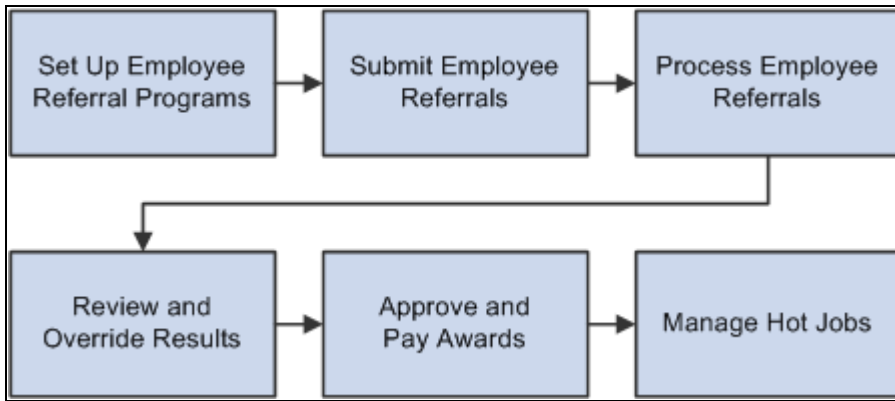 Set Up Employee
Referral Programs
Submit Employee
Referrals
Process Employee
Referrals
Review and
Override Results
Approve and
Pay Awards
Manage Hot Jobs